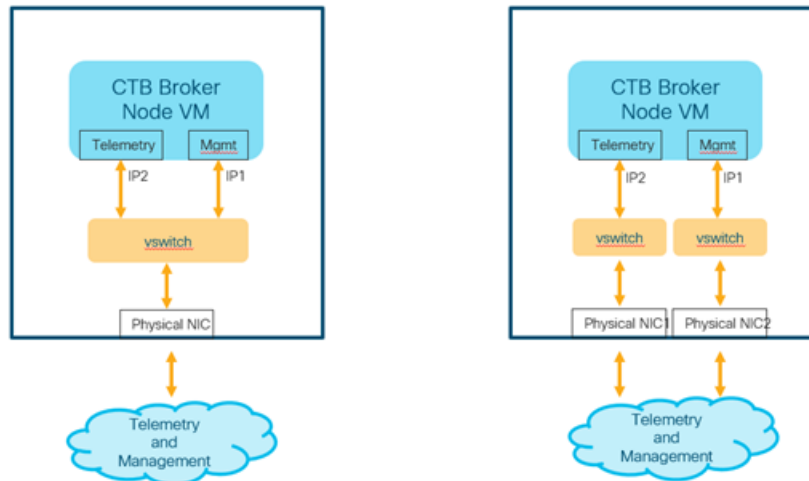 CTB Broker
Node VM
Telemetry
Mgmt
IP2
IP1
vswitch
Physical NIC
Telemetry
and
Management
CTB Broker
Node VM
Telemetry
Mgmt
IP2
IP1
vswitch
vswitch
Physical NIC1
Physical NIC2
Telemetry
and
Management